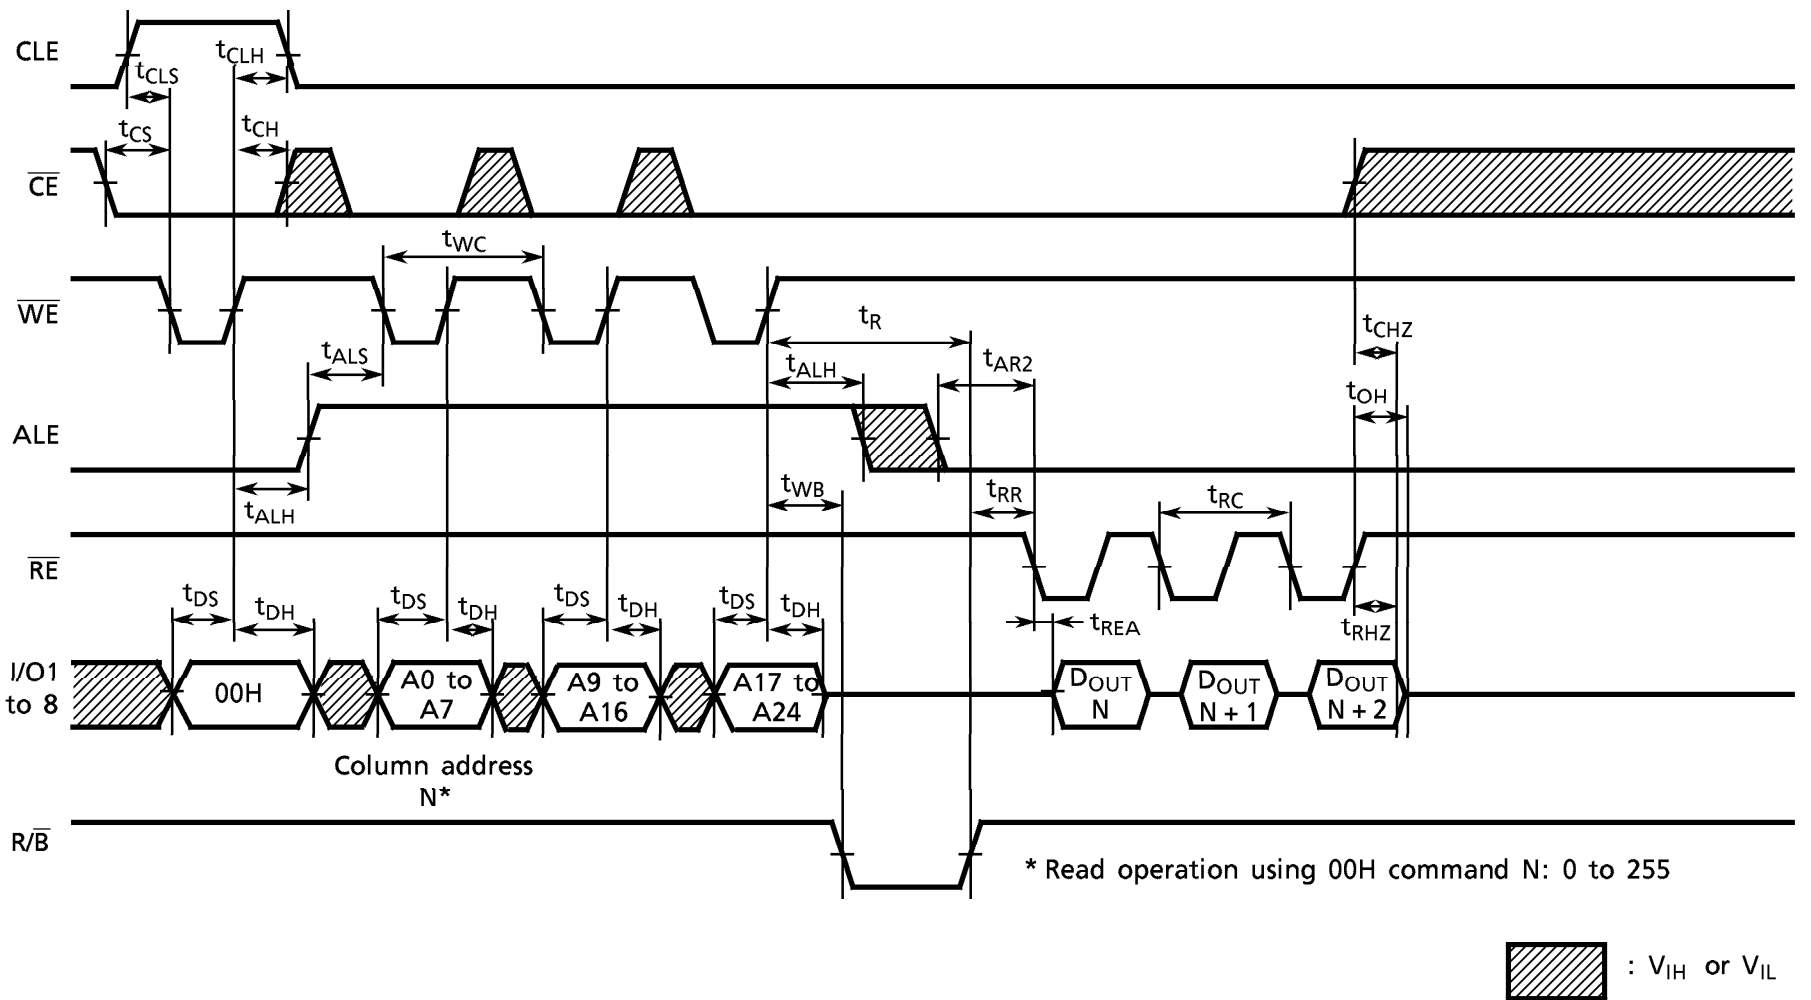 CLE
tCLS
tCLH
tCS
tCH
C̅E̅
tWC
W̅E̅
tR
tCHZ
tALS
tALH
tAR2
tOH
ALE
tALH
tWB
tRR
tRC
R̅E̅
tDS
tDH
tDS
tDH
tDS
tDH
tDS
tDH
tREA
tRHZ
I/O1
to 8
00H
A0 to
A7
A9 to
A16
A17 to
A24
DOUT
N
DOUT
N + 1
DOUT
N + 2
Column address
N*
R/B̅
* Read operation using 00H command N: 0 to 255
: VIH or VIL